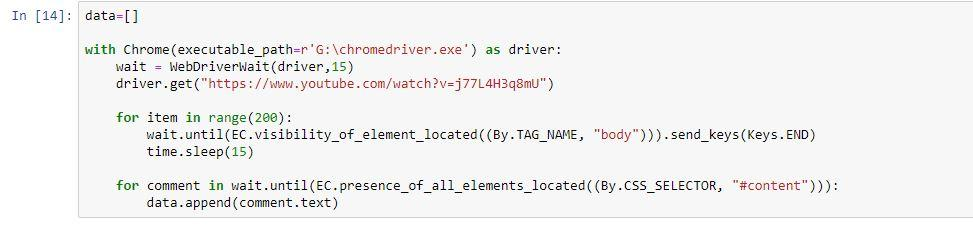 In [14]: data=[]
with Chrome(executable_path=r'G:\chromedriver.exe') as driver:
    wait = WebDriverWait(driver,15)
    driver.get("https://www.youtube.com/watch?v=j77L4H3q8mU")
    for item in range(200):
        wait.until(EC.visibility_of_element_located((By.TAG_NAME, "body"))).send_keys(Keys.END)
        time.sleep(15)
    for comment in wait.until(EC.presence_of_all_elements_located((By.CSS_SELECTOR, "#content"))):
        data.append(comment.text)